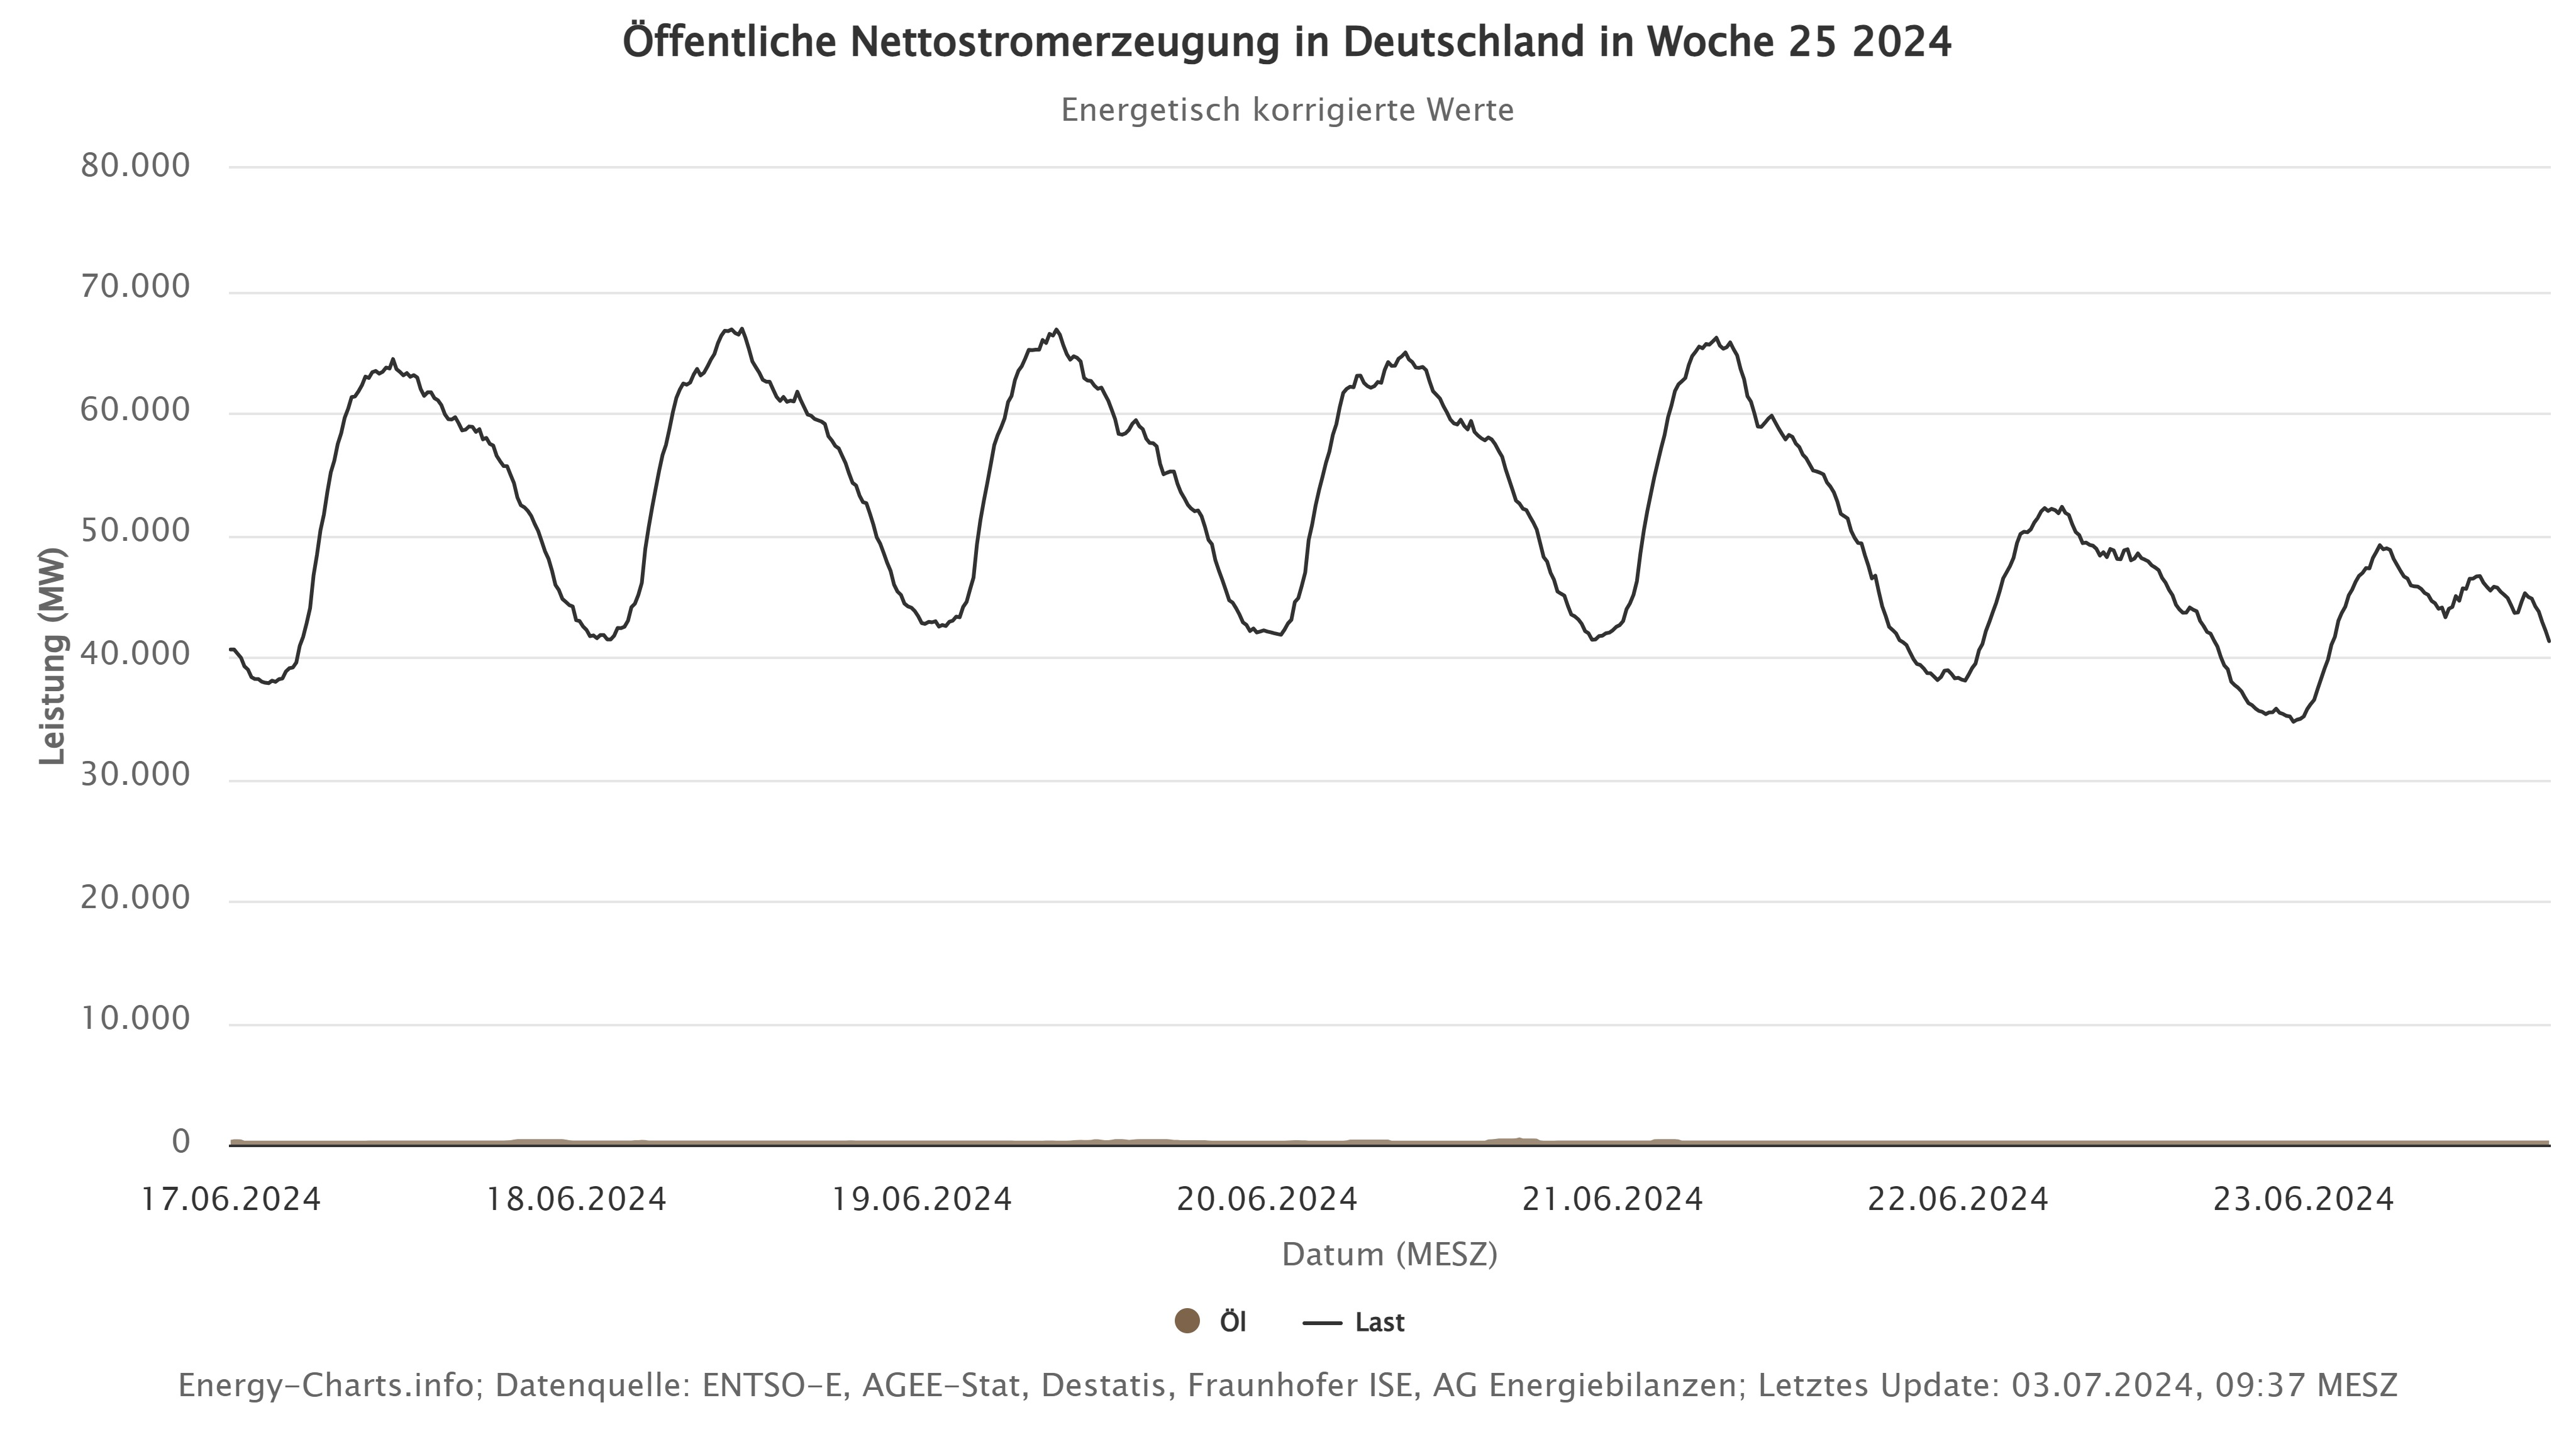 Öffentliche Nettostromerzeugung in Deutschland in Woche 25 2024
Energetisch korrigierte Werte
80.000
70.000
60.000
50.000
40.000
30.000
20.000
10.000
0
Leistung (MW)
17.06.2024 18.06.2024 19.06.2024 20.06.2024 21.06.2024 22.06.2024 23.06.2024
Datum (MESZ)
Öl Last
Energy-Charts.info; Datenquelle: ENTSO-E, AGEE-Stat, Destatis, Fraunhofer ISE, AG Energiebilanzen; Letztes Update: 03.07.2024, 09:37 MESZ